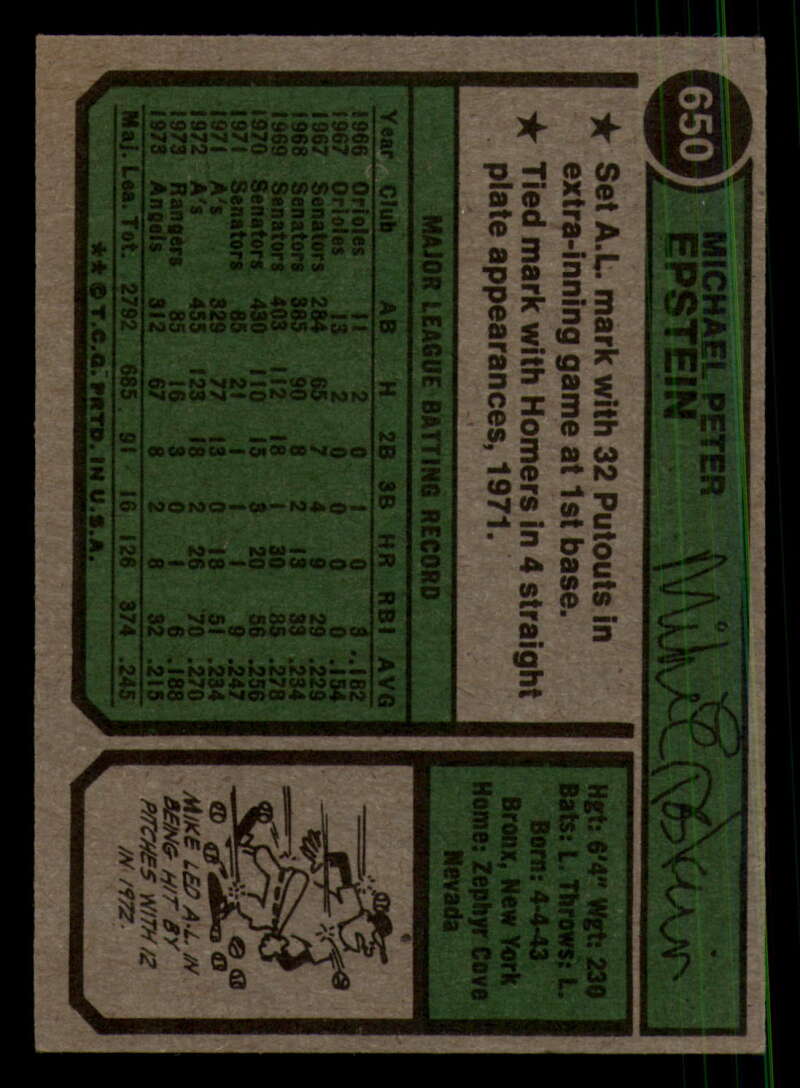 650
MICHAEL PETER
EPSTEIN
Mike Epstein
★ Set A.L. mark with 32 Putouts in
extra-inning game at 1st base.
★ Tied mark with Homers in 4 straight
plate appearances, 1971.
MAJOR LEAGUE BATTING RECORD
Year Club AB H 2B 3B HR RBI AVG
1966 Orioles 11 2 0 1 0 3 .182
1967 Orioles 13 2 0 0 0 0 .154
1967 Senators 284 65 7 4 9 29 .229
1968 Senators 385 90 8 2 13 33 .234
1969 Senators 403 112 18 1 30 85 .278
1970 Senators 430 110 15 3 20 56 .256
1971 Senators 85 21 1 1 1 9 .247
1971 A's 329 77 13 0 18 51 .234
1972 A's 455 123 18 2 26 70 .270
1973 Rangers 85 16 3 0 1 6 .188
1973 Angels 312 67 8 2 8 32 .215
Maj. Lea. Tot. 2792 685 91 16 126 374 .245
**© T.C.G. PRTD. IN U.S.A.
Hgt: 6'4" Wgt: 230
Bats: L. Throws: L.
Born: 4-4-43
Bronx, New York
Home: Zephyr Cove
Nevada
MIKE LED A.L. IN
BEING HIT BY
PITCHES WITH 12
IN 1972.